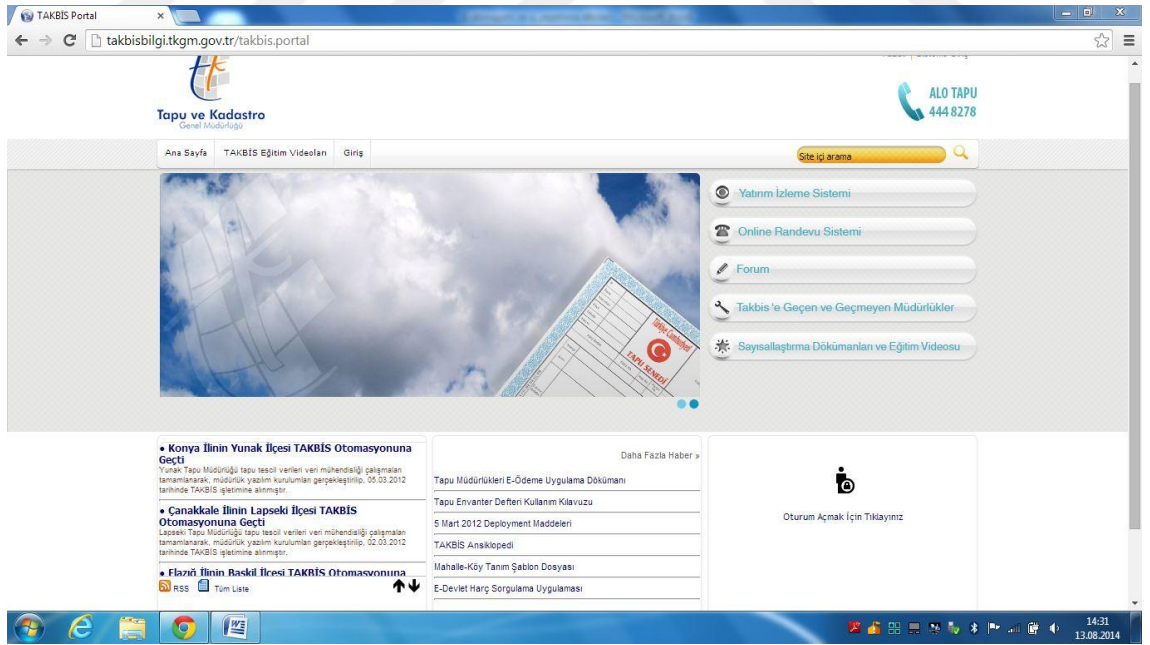 TAKBİS Portal
takbisbilgi.tkgm.gov.tr/takbis.portal
tk
Tapu ve Kadastro
Genel Müdürlüğü
ALO TAPU
444 8278
Ana Sayfa
TAKBİS Eğitim Videoları
Giriş
Site içi arama
Türkiye Cumhuriyeti
TAPU SENEDİ
Yatırım İzleme Sistemi
Online Randevu Sistemi
Forum
Takbis 'e Geçen ve Geçmeyen Müdürlükler
Sayısallaştırma Dökümanları ve Eğitim Videosu
• Konya İlinin Yunak İlçesi TAKBİS Otomasyonuna
Geçti
Yunak Tapu Müdürlüğü tapu tescil verileri veri mühendisliği çalışmaları
tamamlanarak, müdürlük yazılım kurulumları gerçekleştirilip, 05.03.2012
tarihinde TAKBİS işletimine alınmıştır.
• Çanakkale İlinin Lapseki İlçesi TAKBİS
Otomasyonuna Geçti
Lapseki Tapu Müdürlüğü tapu tescil verileri veri mühendisliği çalışmaları
tamamlanarak, müdürlük yazılım kurulumları gerçekleştirilip, 02.03.2012
tarihinde TAKBİS işletimine alınmıştır.
• Elazığ İlinin Baskil İlçesi TAKBİS Otomasyonuna
RSS
Tüm Liste
Daha Fazla Haber »
Tapu Müdürlükleri E-Ödeme Uygulama Dökümanı
Tapu Envanter Defteri Kullanım Kılavuzu
5 Mart 2012 Deployment Maddeleri
TAKBİS Ansiklopedi
Mahalle-Köy Tanım Şablon Dosyası
E-Devlet Harç Sorgulama Uygulaması
Oturum Açmak İçin Tıklayınız
14:31
13.08.2014